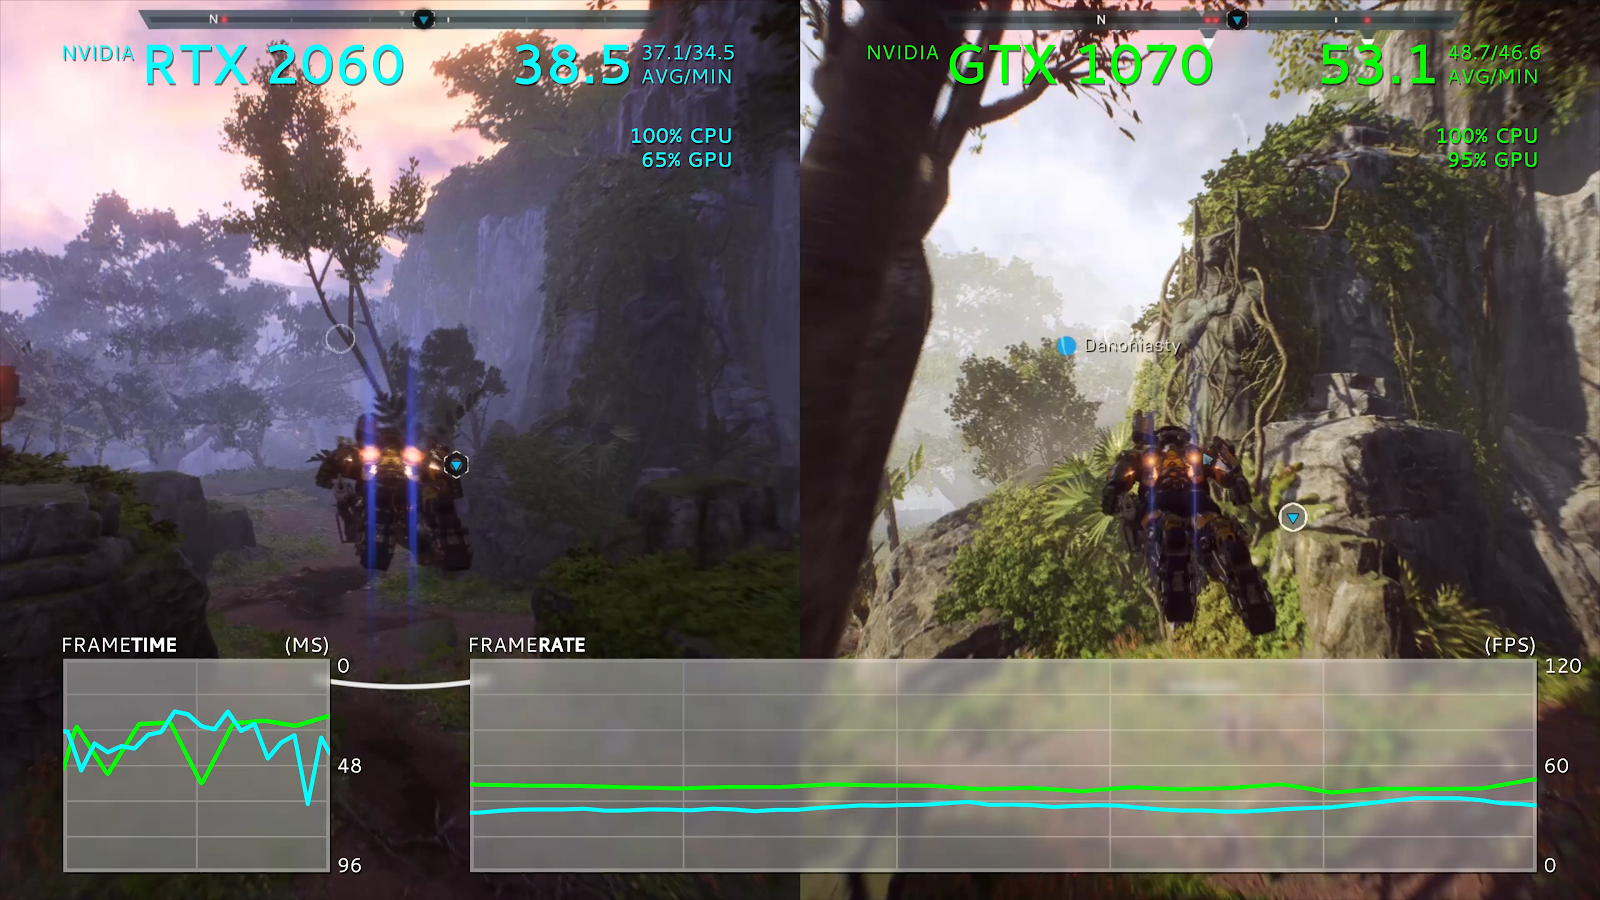 N
N
NVIDIA RTX 2060 38.5 37.1/34.5
AVG/MIN
100% CPU
65% GPU
NVIDIA GTX 1070 53.1 48.7/46.6
AVG/MIN
100% CPU
95% GPU
Danoniasty
FRAMETIME (MS)
0
48
96
FRAMERATE (FPS)
120
60
0